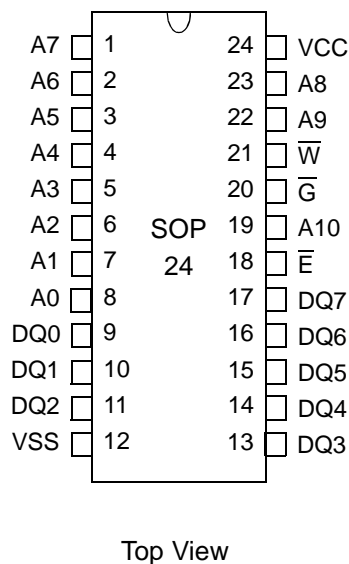 A7 1 24 VCC
A6 2 23 A8
A5 3 22 A9
A4 4 21 W̅
A3 5 20 G̅
A2 6 SOP 19 A10
A1 7 24 18 E̅
A0 8 17 DQ7
DQ0 9 16 DQ6
DQ1 10 15 DQ5
DQ2 11 14 DQ4
VSS 12 13 DQ3
Top View